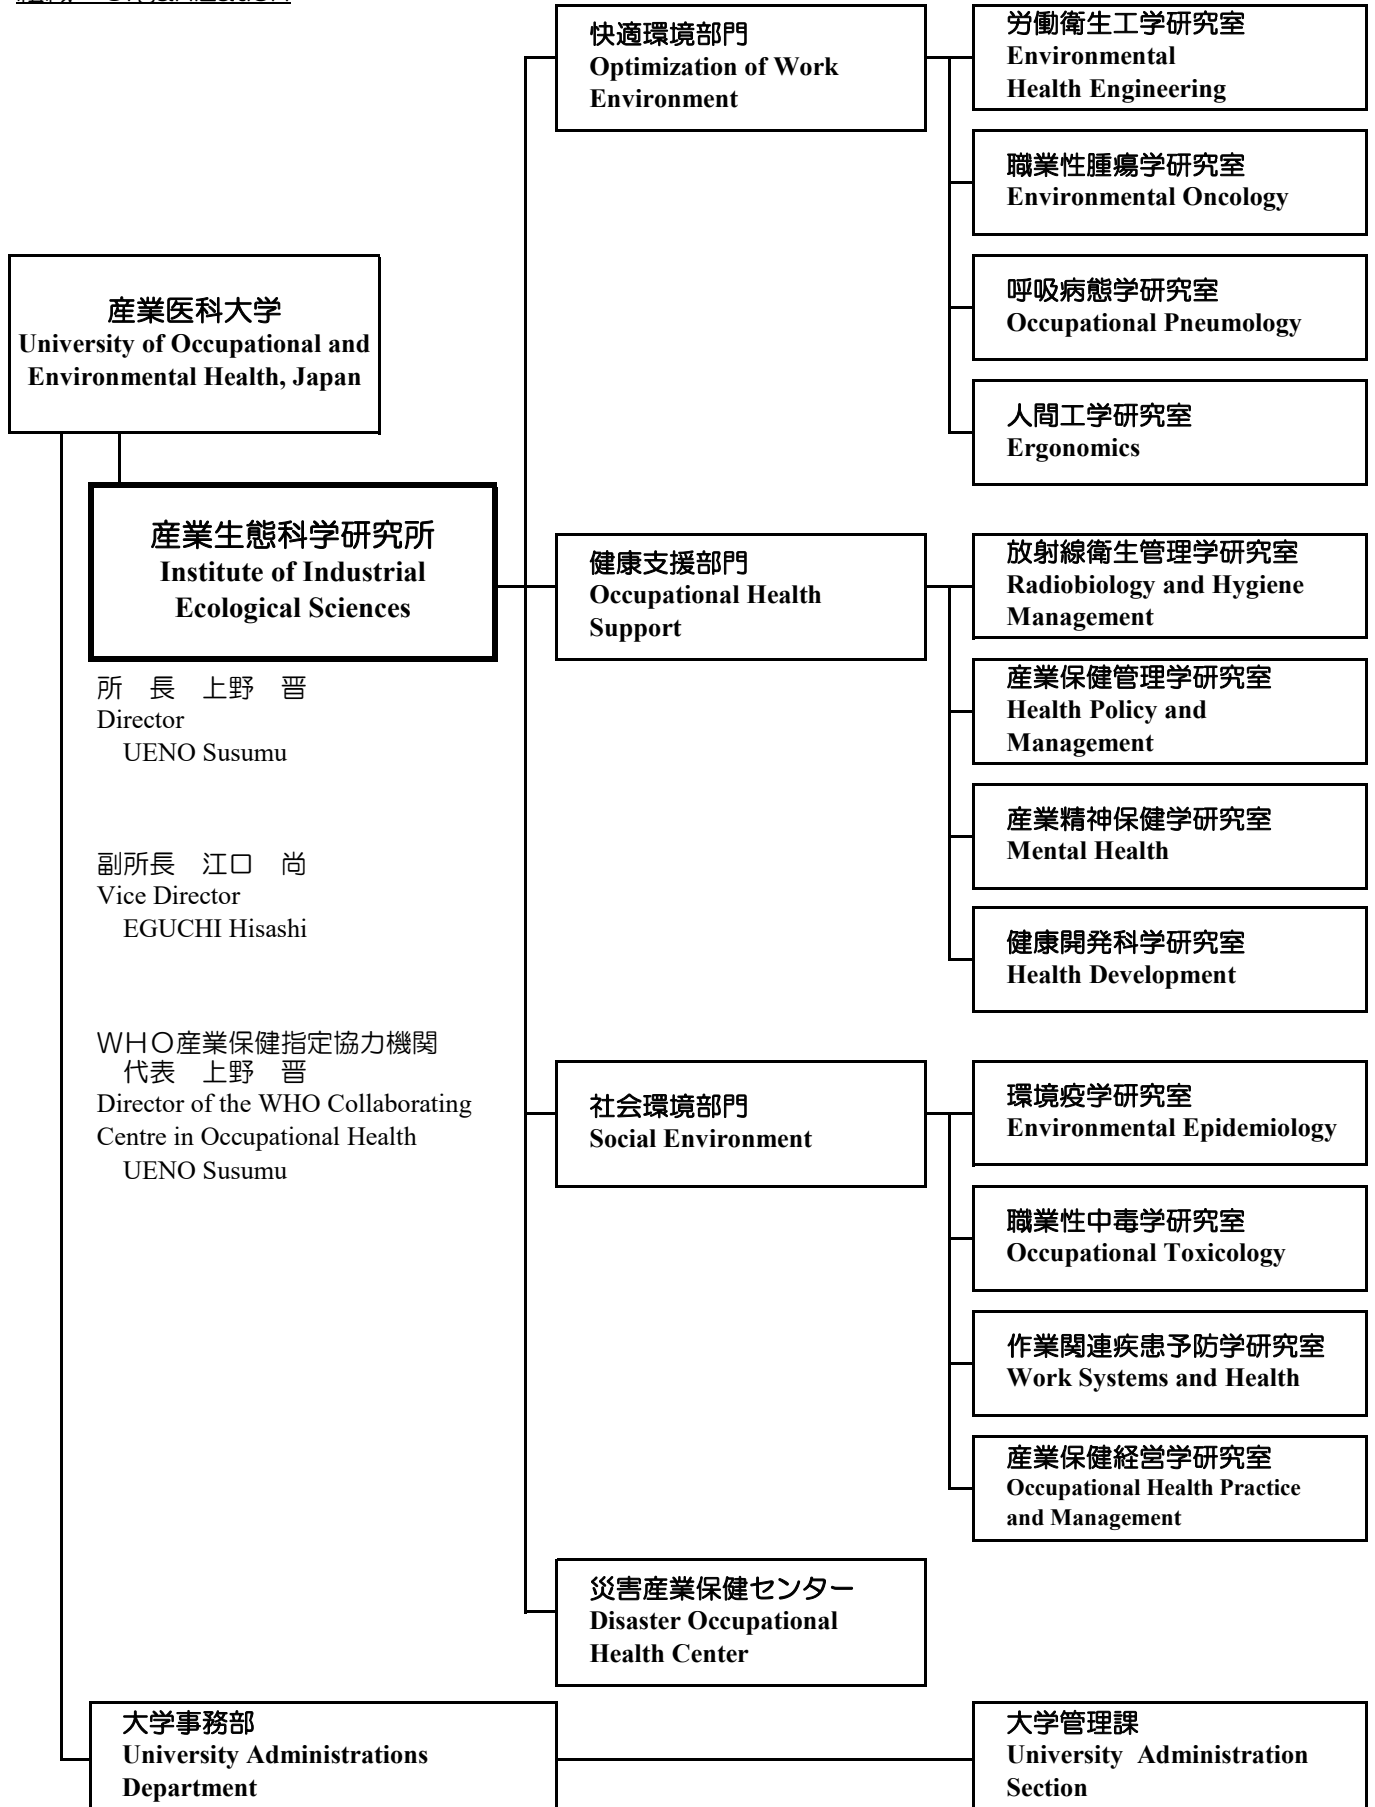 快適環境部門
Optimization of Work
Environment
労働衛生工学研究室
Environmental
Health Engineering
職業性腫瘍学研究室
Environmental Oncology
呼吸病態学研究室
Occupational Pneumology
人間工学研究室
Ergonomics
産業医科大学
University of Occupational and
Environmental Health, Japan
産業生態科学研究所
Institute of Industrial
Ecological Sciences
所　長　上野　晋
Director
UENO Susumu
副所長　江口　尚
Vice Director
EGUCHI Hisashi
ＷＨＯ産業保健指定協力機関
代表　上野　晋
Director of the WHO Collaborating
Centre in Occupational Health
UENO Susumu
健康支援部門
Occupational Health
Support
放射線衛生管理学研究室
Radiobiology and Hygiene
Management
産業保健管理学研究室
Health Policy and
Management
産業精神保健学研究室
Mental Health
健康開発科学研究室
Health Development
社会環境部門
Social Environment
環境疫学研究室
Environmental Epidemiology
職業性中毒学研究室
Occupational Toxicology
作業関連疾患予防学研究室
Work Systems and Health
産業保健経営学研究室
Occupational Health Practice
and Management
災害産業保健センター
Disaster Occupational
Health Center
大学事務部
University Administrations
Department
大学管理課
University Administration
Section